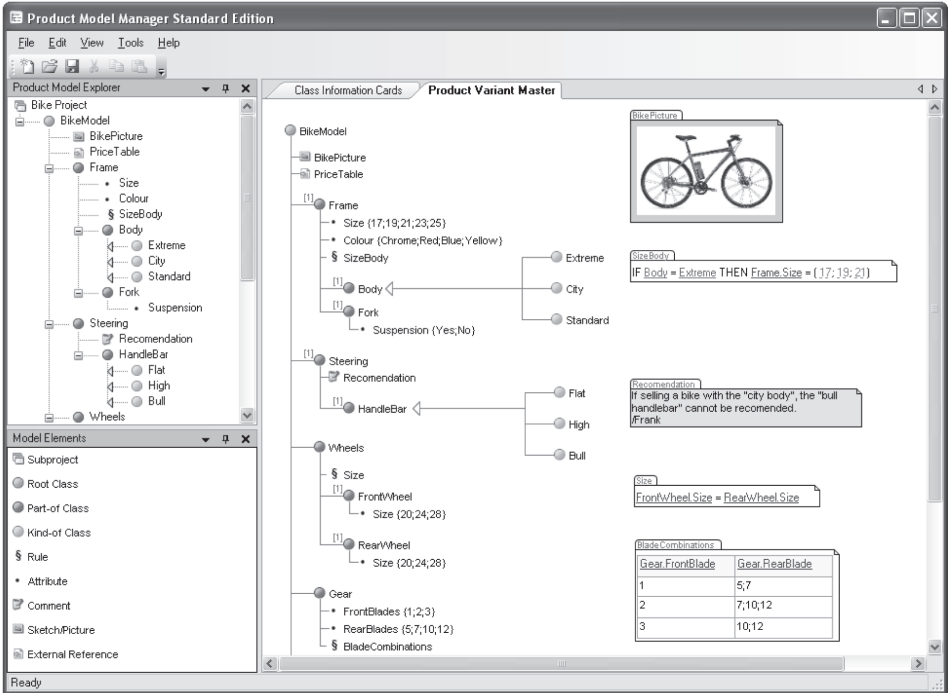 Product Model Manager Standard Edition
File Edit View Tools Help
Product Model Explorer
Bike Project
BikeModel
BikePicture
PriceTable
Frame
Size
Colour
§ SizeBody
Body
Extreme
City
Standard
Fork
Suspension
Steering
Recomendation
HandleBar
Flat
High
Bull
Wheels
Model Elements
Subproject
Root Class
Part-of Class
Kind-of Class
§ Rule
Attribute
Comment
Sketch/Picture
External Reference
Class Information Cards
Product Variant Master
BikeModel
BikePicture
PriceTable
[1] Frame
Size {17;19;21;23;25}
Colour {Chrome;Red;Blue;Yellow}
§ SizeBody
[1] Body
Extreme
City
Standard
[1] Fork
Suspension {Yes;No}
[1] Steering
Recomendation
[1] HandleBar
Flat
High
Bull
Wheels
§ Size
[1] FrontWheel
Size {20;24;28}
[1] RearWheel
Size {20;24;28}
Gear
FrontBlades {1;2;3}
RearBlades {5;7;10;12}
§ BladeCombinations
BikePicture
SizeBody
IF Body = Extreme THEN Frame.Size = { 17; 19; 21}
Recomendation
If selling a bike with the "city body", the "bull
handlebar" cannot be recomended.
/Frank
Size
FrontWheel.Size = RearWheel.Size
BladeCombinations
Gear.FrontBlade Gear.RearBlade
1 5;7
2 7;10;12
3 10;12
Ready